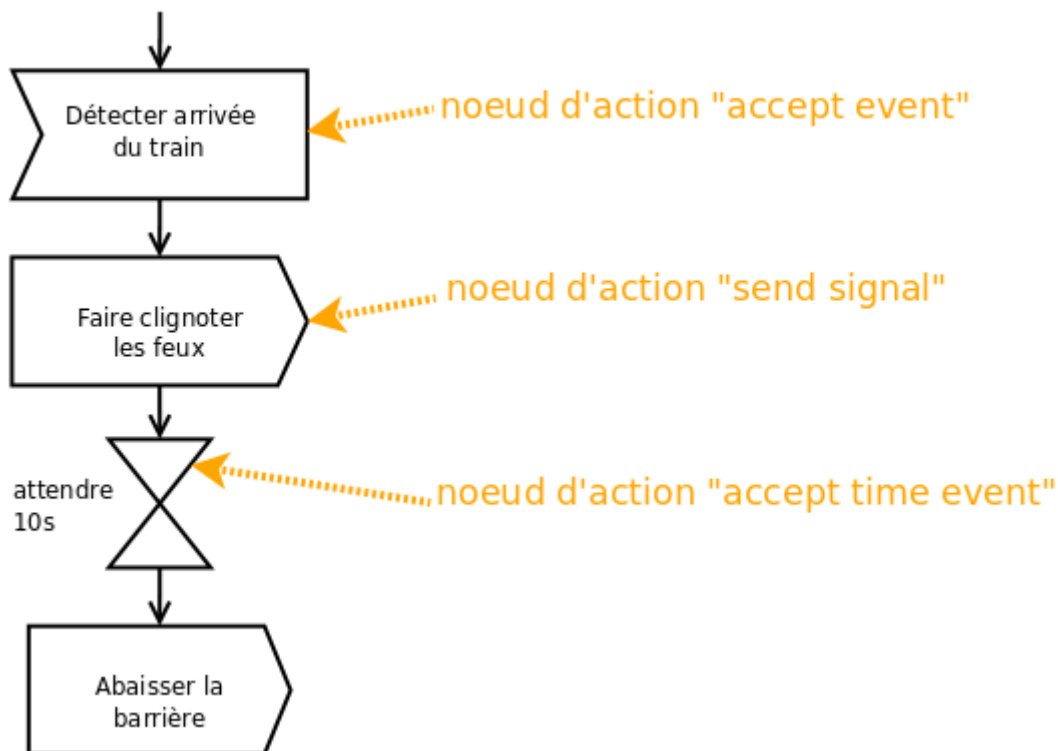 Détecter arrivée
du train
noeud d'action "accept event"
Faire clignoter
les feux
noeud d'action "send signal"
attendre
10s
noeud d'action "accept time event"
Abaisser la
barrière